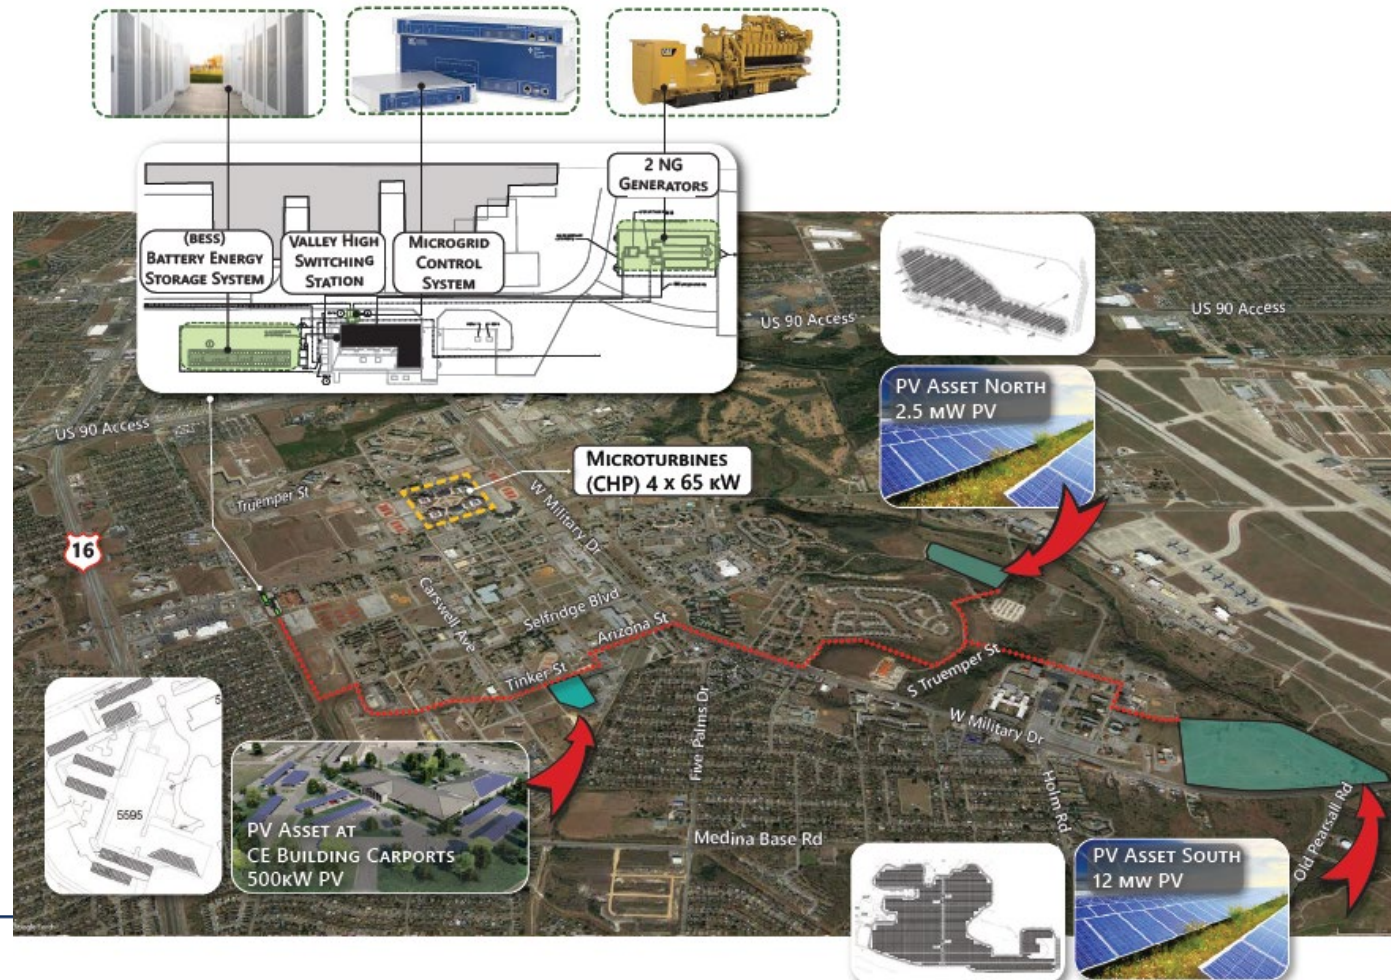 CAT
2 NG
Generators
(BESS)
Battery Energy
Storage System
Valley High
Switching
Station
Microgrid
Control
System
US 90 Access
US 90 Access
PV Asset North
2.5 MW PV
US 90 Access
Microturbines
(CHP) 4 x 65 kW
Truemper St
W Military Dr
16
Carswell Ave
Selfridge Blvd
Arizona St
Tinker St
S Truemper St
W Military Dr
Five Palms Dr
Holm Rd
Old Pearsall Rd
Medina Base Rd
5595
PV Asset at
CE Building Carports
500kW PV
PV Asset South
12 MW PV